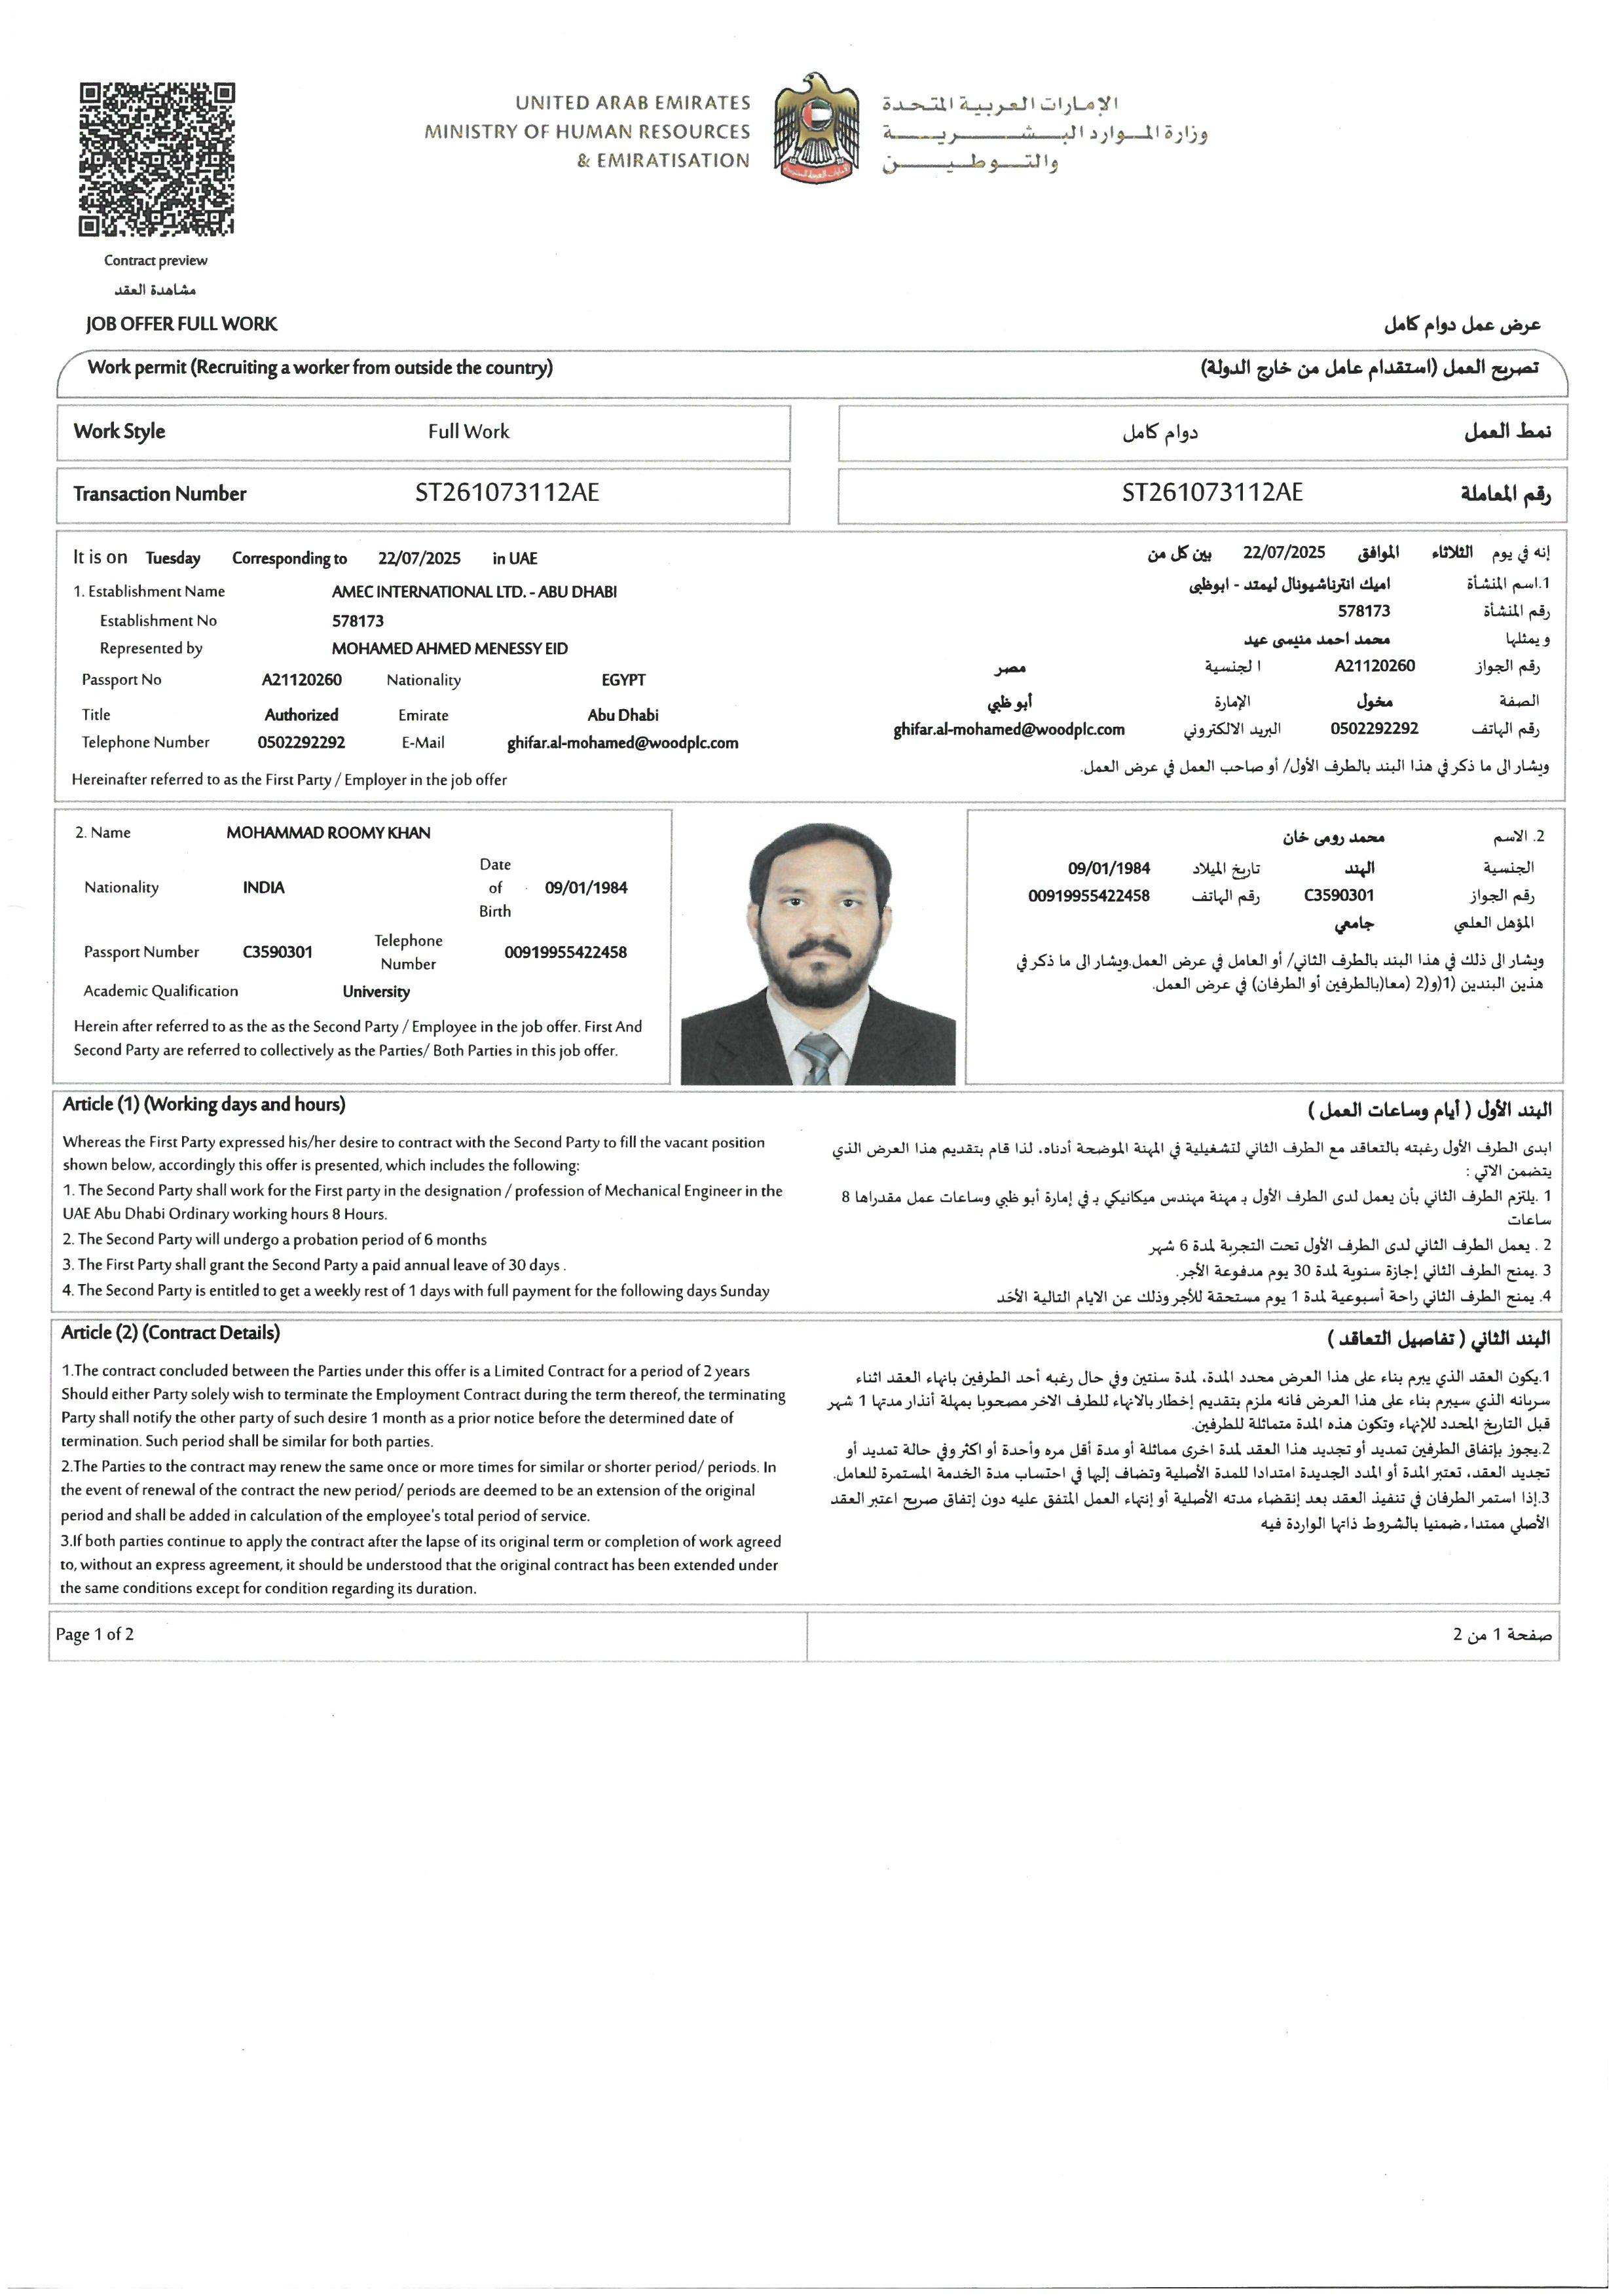 UNITED ARAB EMIRATES
MINISTRY OF HUMAN RESOURCES
& EMIRATISATION
الإمارات العربية المتحدة
وزارة الموارد البشرية
والتوطين
Contract preview
مشاهدة العقد
JOB OFFER FULL WORK
عرض عمل دوام كامل
Work permit (Recruiting a worker from outside the country)
تصريح العمل (استقدام عامل من خارج الدولة)
Work Style Full Work
نمط العمل دوام كامل
Transaction Number ST261073112AE
رقم المعاملة ST261073112AE
It is on Tuesday Corresponding to 22/07/2025 in UAE
1. Establishment Name AMEC INTERNATIONAL LTD. - ABU DHABI
Establishment No 578173
Represented by MOHAMED AHMED MENESSY EID
Passport No A21120260 Nationality EGYPT
Title Authorized Emirate Abu Dhabi
Telephone Number 0502292292 E-Mail ghifar.al-mohamed@woodplc.com
Hereinafter referred to as the First Party / Employer in the job offer
إنه في يوم الثلاثاء الموافق 22/07/2025 بين كل من
1.اسم المنشأة اميك انترناشيونال ليمتد - ابوظبى
رقم المنشأة 578173
و يمثلها محمد احمد منيسى عيد
رقم الجواز A21120260 ا لجنسية مصر
الصفة مخول الإمارة أبو ظبي
رقم الهاتف 0502292292 البريد الالكتروني ghifar.al-mohamed@woodplc.com
ويشار الى ما ذكر في هذا البند بالطرف الأول/ أو صاحب العمل في عرض العمل.
2. Name MOHAMMAD ROOMY KHAN
Nationality INDIA Date of Birth 09/01/1984
Passport Number C3590301 Telephone Number 00919955422458
Academic Qualification University
Herein after referred to as the as the Second Party / Employee in the job offer. First And
Second Party are referred to collectively as the Parties/ Both Parties in this job offer.
2. الاسم محمد رومى خان
الجنسية الهند تاريخ الميلاد 09/01/1984
رقم الجواز C3590301 رقم الهاتف 00919955422458
المؤهل العلمي جامعي
ويشار الى ذلك في هذا البند بالطرف الثاني/ أو العامل في عرض العمل.ويشار الى ما ذكر في
هذين البندين (1)و(2) معا(بالطرفين أو الطرفان) في عرض العمل.
Article (1) (Working days and hours)
Whereas the First Party expressed his/her desire to contract with the Second Party to fill the vacant position
shown below, accordingly this offer is presented, which includes the following:
1. The Second Party shall work for the First party in the designation / profession of Mechanical Engineer in the
UAE Abu Dhabi Ordinary working hours 8 Hours.
2. The Second Party will undergo a probation period of 6 months
3. The First Party shall grant the Second Party a paid annual leave of 30 days .
4. The Second Party is entitled to get a weekly rest of 1 days with full payment for the following days Sunday
البند الأول ( أيام وساعات العمل )
ابدى الطرف الأول رغبته بالتعاقد مع الطرف الثاني لتشغيلية في المهنة الموضحة أدناه، لذا قام بتقديم هذا العرض الذي
يتضمن الاتي :
1 .يلتزم الطرف الثاني بأن يعمل لدى الطرف الأول بـ مهنة مهندس ميكانيكي بـ في إمارة أبو ظبي وساعات عمل مقدراها 8
ساعات
2 . يعمل الطرف الثاني لدى الطرف الأول تحت التجربة لمدة 6 شهر
3 .يمنح الطرف الثاني إجازة سنوية لمدة 30 يوم مدفوعة الأجر.
4. يمنح الطرف الثاني راحة أسبوعية لمدة 1 يوم مستحقة للأجر وذلك عن الايام التالية الأحَد
Article (2) (Contract Details)
1.The contract concluded between the Parties under this offer is a Limited Contract for a period of 2 years
Should either Party solely wish to terminate the Employment Contract during the term thereof, the terminating
Party shall notify the other party of such desire 1 month as a prior notice before the determined date of
termination. Such period shall be similar for both parties.
2.The Parties to the contract may renew the same once or more times for similar or shorter period/ periods. In
the event of renewal of the contract the new period/ periods are deemed to be an extension of the original
period and shall be added in calculation of the employee's total period of service.
3.If both parties continue to apply the contract after the lapse of its original term or completion of work agreed
to, without an express agreement, it should be understood that the original contract has been extended under
the same conditions except for condition regarding its duration.
البند الثاني ( تفاصيل التعاقد )
1.يكون العقد الذي يبرم بناء على هذا العرض محدد المدة، لمدة سنتين وفي حال رغبه أحد الطرفين بانهاء العقد اثناء
سريانه الذي سيبرم بناء على هذا العرض فانه ملزم بتقديم إخطار بالانهاء للطرف الاخر مصحوبا بمهلة أنذار مدتها 1 شهر
قبل التاريخ المحدد للإنهاء وتكون هذه المدة متماثلة للطرفين.
2.يجوز بإتفاق الطرفين تمديد أو تجديد هذا العقد لمدة اخرى مماثلة أو مدة أقل مره وأحدة أو اكثر وفي حالة تمديد أو
تجديد العقد، تعتبر المدة أو المدد الجديدة امتدادا للمدة الأصلية وتضاف إليها في احتساب مدة الخدمة المستمرة للعامل.
3.إذا استمر الطرفان في تنفيذ العقد بعد إنقضاء مدته الأصلية أو إنتهاء العمل المتفق عليه دون إتفاق صريح اعتبر العقد
الأصلي ممتدا، ضمنيا بالشروط ذاتها الواردة فيه
Page 1 of 2
صفحة 1 من 2